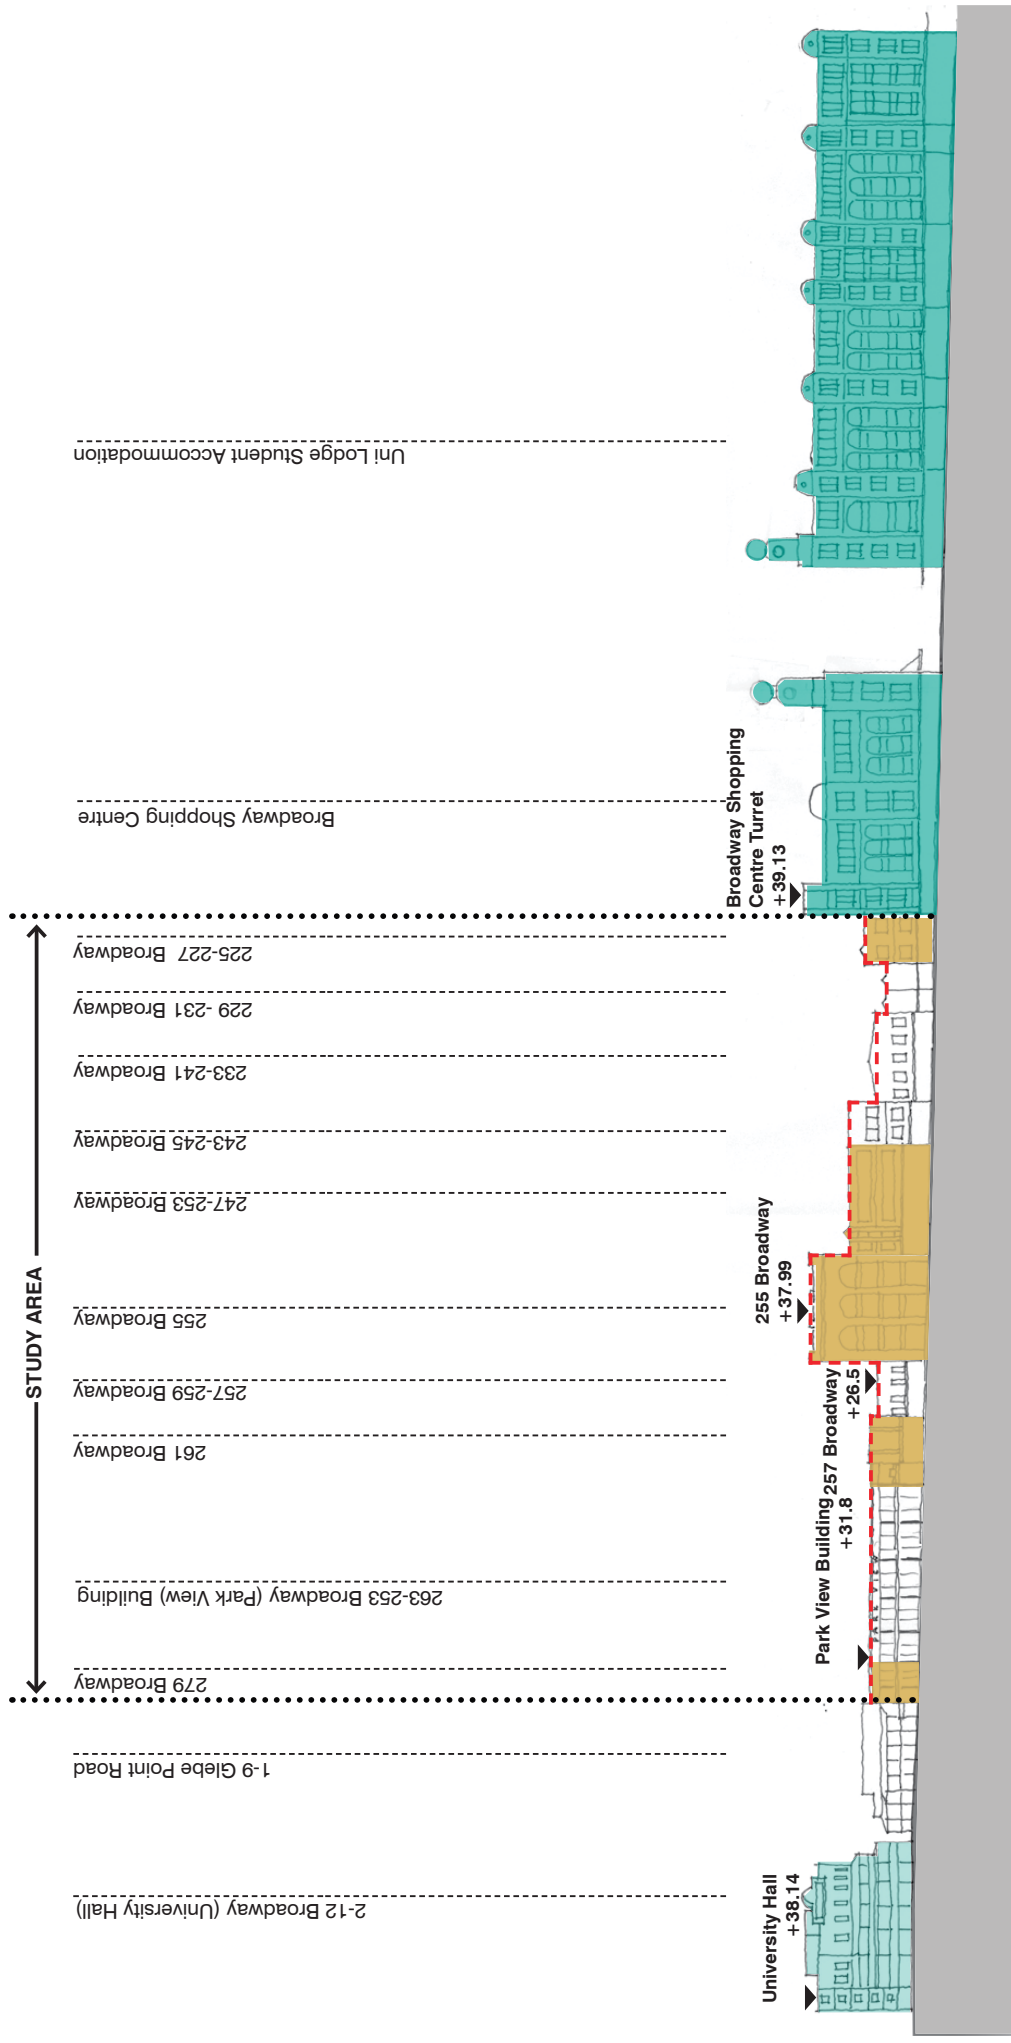 STUDY AREA
Uni Lodge Student Accommodation
Broadway Shopping Centre
225-227 Broadway
229 -231 Broadway
233-241 Broadway
243-245 Broadway
247-253 Broadway
255 Broadway
257-259 Broadway
261 Broadway
263-253 Broadway (Park View) Building
279 Broadway
1-9 Glebe Point Road
2-12 Broadway (University Hall)
Broadway Shopping
Centre Turret
+39.13
255 Broadway
+37.99
257 Broadway
+26.5
Park View Building
+31.8
University Hall
+38.14